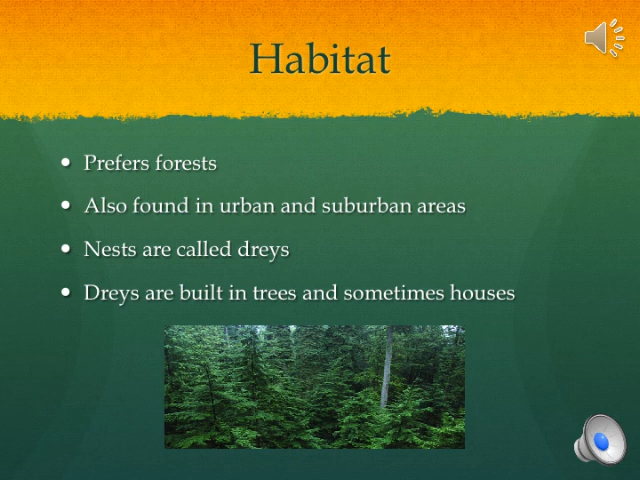 Habitat
• Prefers forests
• Also found in urban and suburban areas
• Nests are called dreys
• Dreys are built in trees and sometimes houses